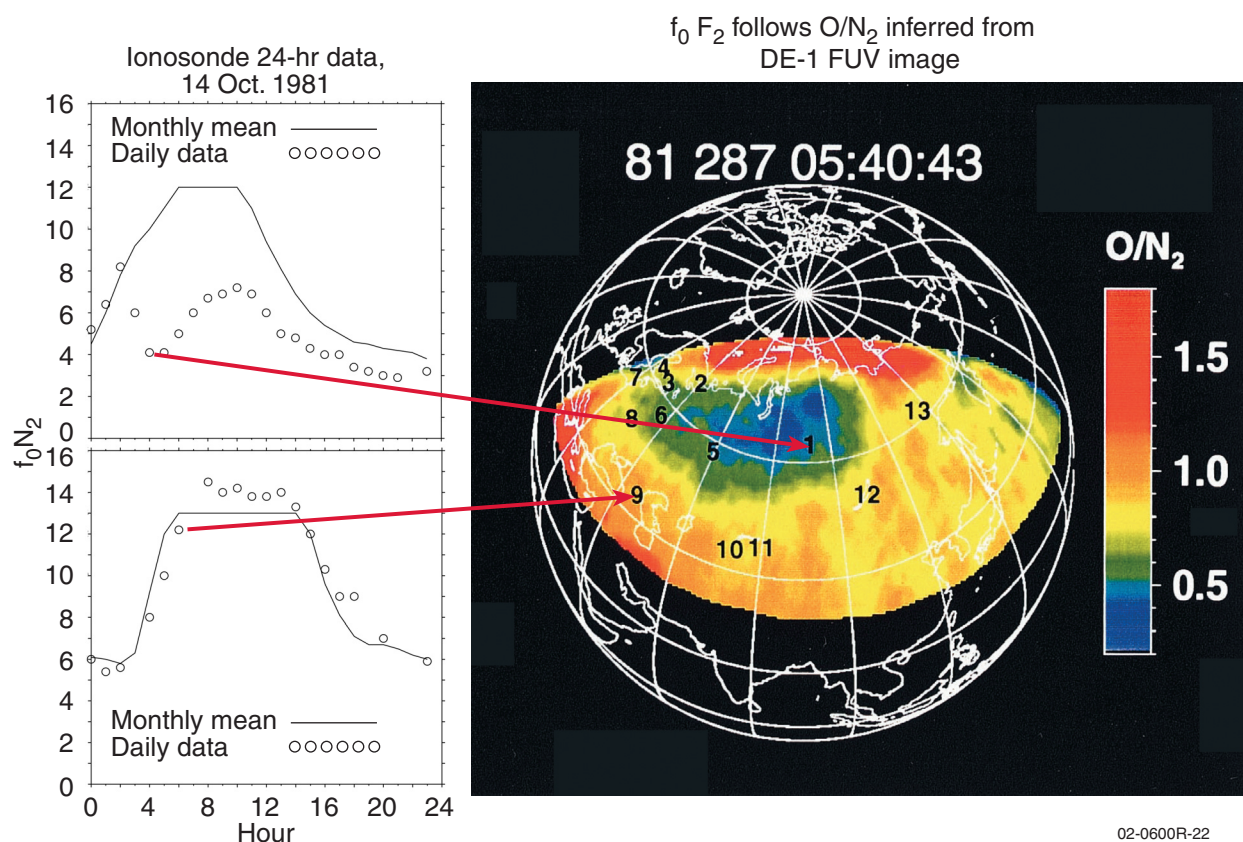 Ionosonde 24-hr data,
14 Oct. 1981
f₀ F₂ follows O/N₂ inferred from
DE-1 FUV image
16
14
12
10
8
6
4
2
0
Monthly mean
Daily data
f₀N₂
16
14
12
10
8
6
4
2
0
Monthly mean
Daily data
0 4 8 12 16 20 24
Hour
81 287 05:40:43
O/N₂
1.5
1.0
0.5
4
7
3 2
13
8 6
1
5
9
12
10 11
02-0600R-22